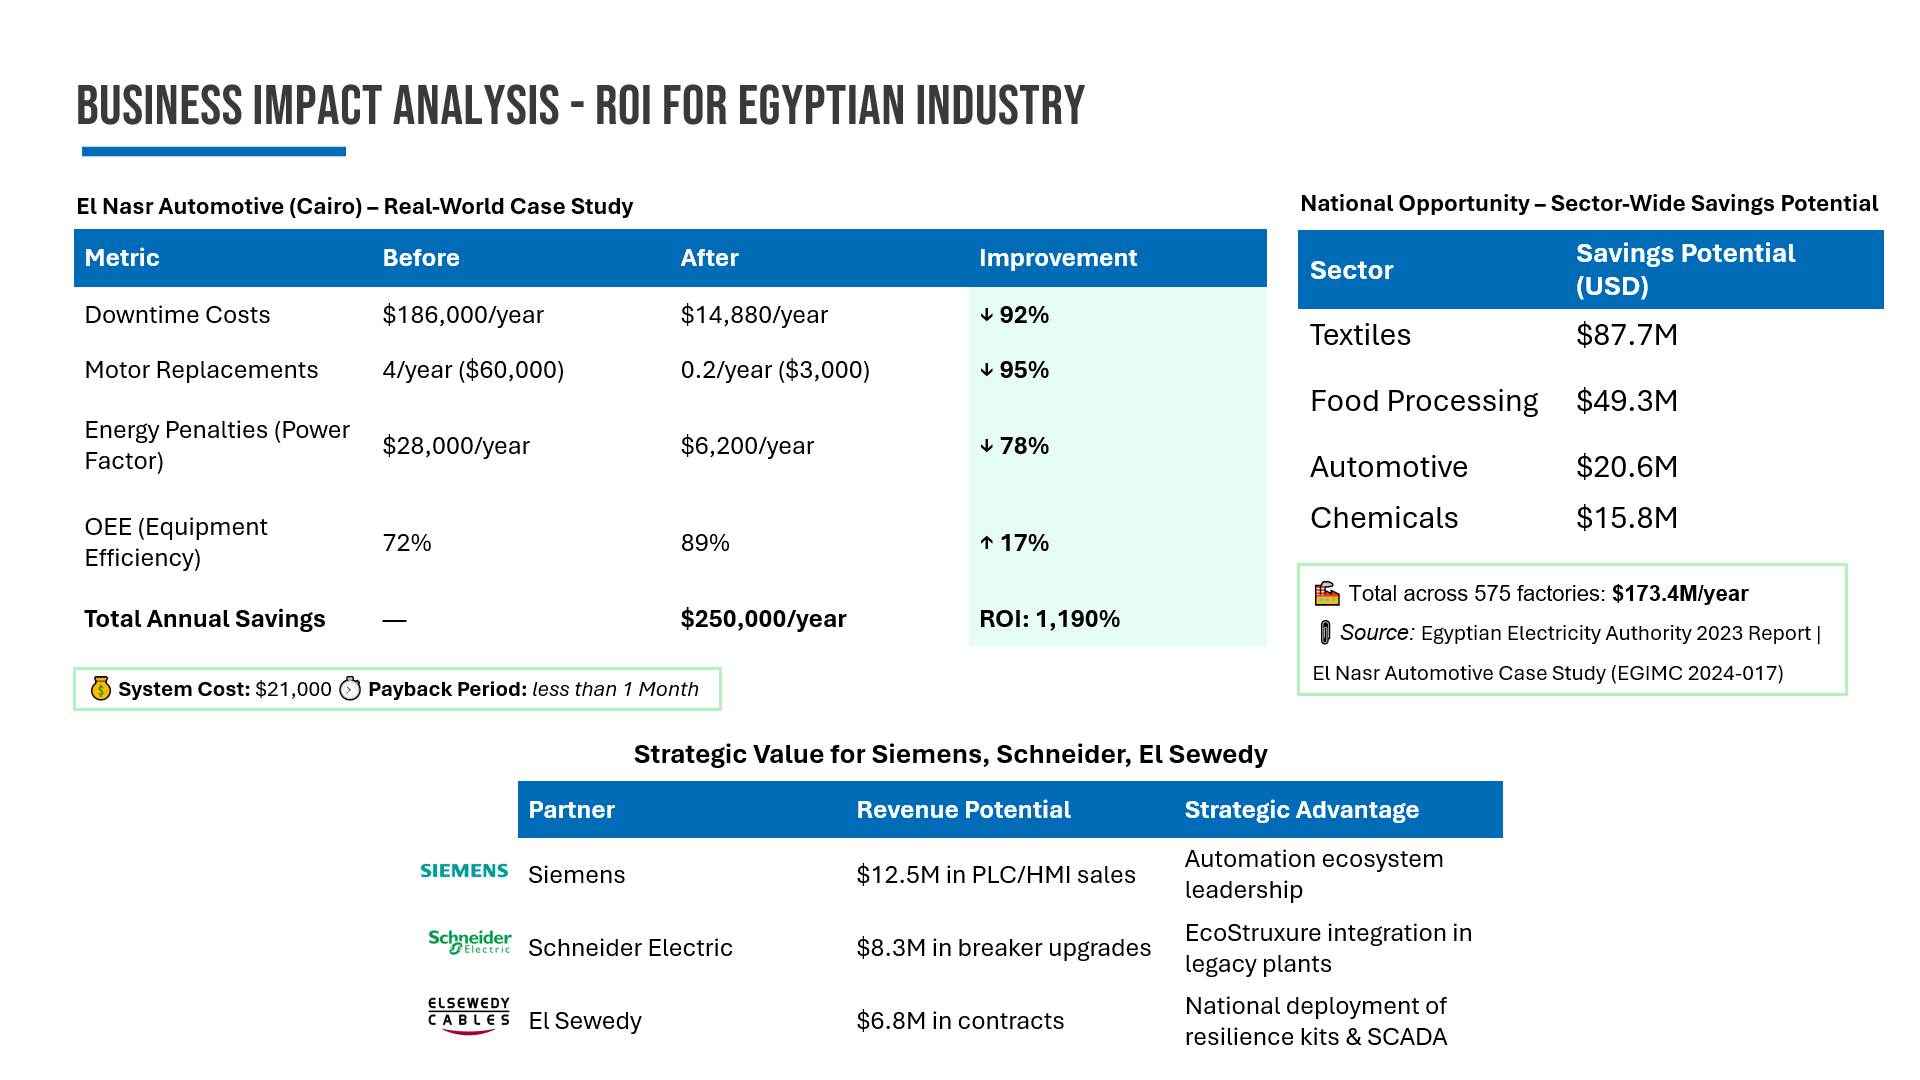 BUSINESS IMPACT ANALYSIS - ROI FOR EGYPTIAN INDUSTRY
El Nasr Automotive (Cairo) – Real-World Case Study
Metric Before After Improvement
Downtime Costs $186,000/year $14,880/year ↓ 92%
Motor Replacements 4/year ($60,000) 0.2/year ($3,000) ↓ 95%
Energy Penalties (Power
Factor) $28,000/year $6,200/year ↓ 78%
OEE (Equipment
Efficiency) 72% 89% ↑ 17%
Total Annual Savings — $250,000/year ROI: 1,190%
💰 System Cost: $21,000 ⏱ Payback Period: less than 1 Month
National Opportunity – Sector-Wide Savings Potential
Sector Savings Potential
(USD)
Textiles $87.7M
Food Processing $49.3M
Automotive $20.6M
Chemicals $15.8M
🏭 Total across 575 factories: $173.4M/year
📎 Source: Egyptian Electricity Authority 2023 Report |
El Nasr Automotive Case Study (EGIMC 2024-017)
Strategic Value for Siemens, Schneider, El Sewedy
Partner Revenue Potential Strategic Advantage
SIEMENS Siemens $12.5M in PLC/HMI sales Automation ecosystem
leadership
Schneider
Electric Schneider Electric $8.3M in breaker upgrades EcoStruxure integration in
legacy plants
ELSEWEDY
CABLES El Sewedy $6.8M in contracts National deployment of
resilience kits & SCADA